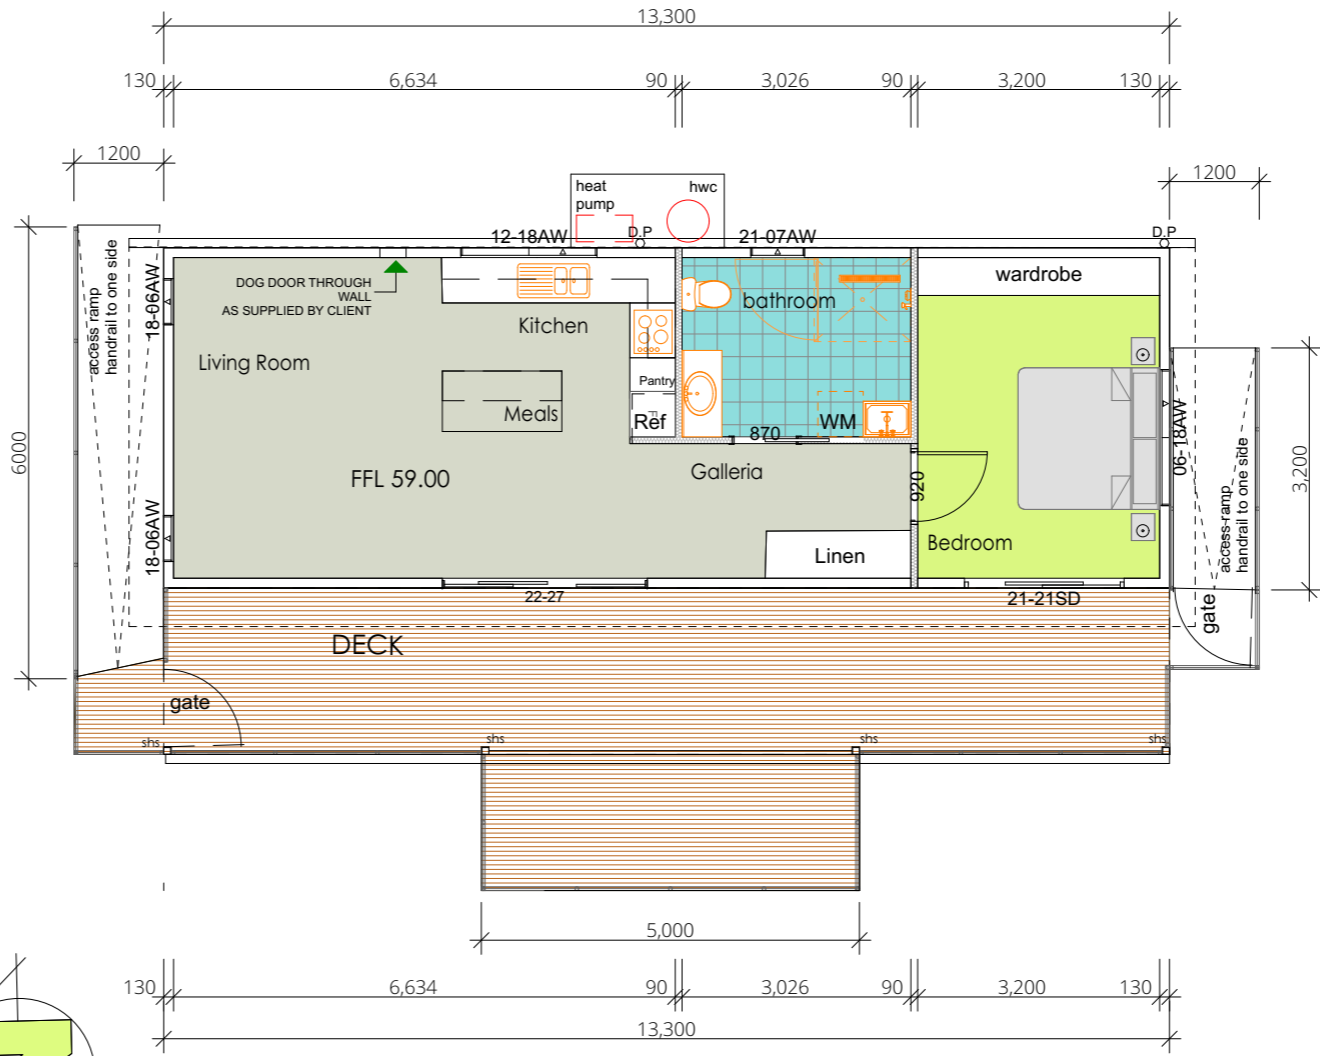 13,300
130 6,634 90 3,026 90 3,200 130
1200
1200
heat
pump
hwc
D.P
D.P
12-18AW
21-07AW
access ramp
handrail to one side
18-06AW
DOG DOOR THROUGH
WALL
AS SUPPLIED BY CLIENT
wardrobe
bathroom
Kitchen
Living Room
Pantry
Meals
Ref
WM
870
06-18AW
6000
3,200
FFL 59.00
Galleria
920
access ramp
handrail to one side
18-06AW
Linen
Bedroom
22-27
21-21SD
gate
DECK
gate
shs
shs
shs
shs
5,000
130 6,634 90 3,026 90 3,200 130
13,300